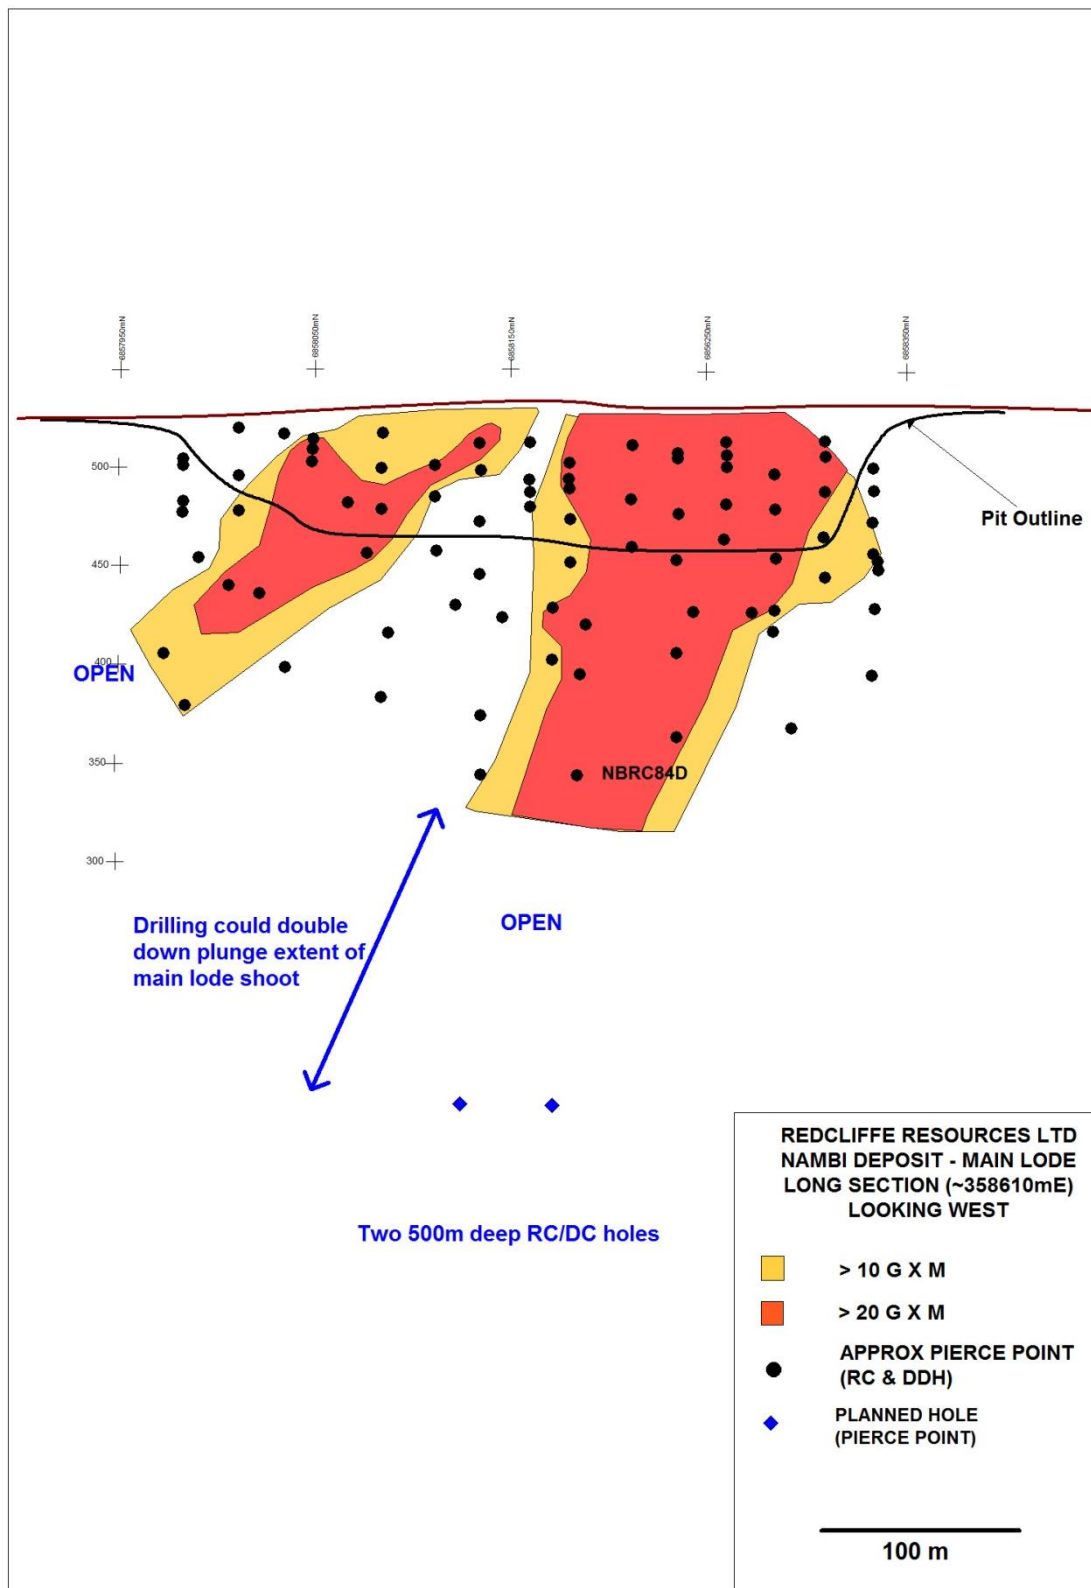 6857950mN
6858050mN
6858150mN
6856250mN
6858350mN
500
Pit Outline
450
400
OPEN
350
NBRC84D
300
Drilling could double
down plunge extent of
main lode shoot
OPEN
Two 500m deep RC/DC holes
REDCLIFFE RESOURCES LTD
NAMBI DEPOSIT - MAIN LODE
LONG SECTION (~358610mE)
LOOKING WEST
> 10 G X M
> 20 G X M
APPROX PIERCE POINT
(RC & DDH)
PLANNED HOLE
(PIERCE POINT)
100 m